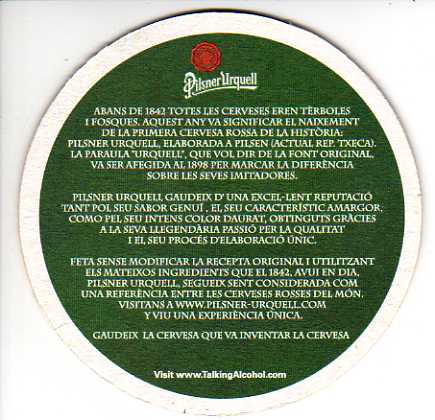 Pilsner Urquell
ABANS DE 1842 TOTES LES CERVESES EREN TÈRBOLES
I FOSQUES. AQUEST ANY VA SIGNIFICAR EL NAIXEMENT
DE LA PRIMERA CERVESA ROSSA DE LA HISTÒRIA:
PILSNER URQUELL, ELABORADA A PILSEN (ACTUAL REP. TXECA).
LA PARAULA "URQUELL", QUE VOL DIR DE LA FONT ORIGINAL,
VA SER AFEGIDA AL 1898 PER MARCAR LA DIFERÈNCIA
SOBRE LES SEVES IMITADORES.
PILSNER URQUELL GAUDEIX D' UNA EXCEL-LENT REPUTACIÓ
TANT POL SEU SABOR GENUÍ , EL SEU CARACTERÍSTIC AMARGOR,
COM PEL SEU INTENS COLOR DAURAT, OBTINGUTS GRÀCIES
A LA SEVA LLEGENDÀRIA PASSIÓ PER LA QUALITAT
I EL SEU PROCÉS D'ELABORACIÓ ÚNIC.
FETA SENSE MODIFICAR LA RECEPTA ORIGINAL I UTILITZANT
ELS MATEIXOS INGREDIENTS QUE EL 1842, AVUI EN DIA,
PILSNER URQUELL, SEGUEIX SENT CONSIDERADA COM
UNA REFERÈNCIA ENTRE LES CERVESES ROSSES DEL MÓN.
VISITANS A WWW.PILSNER-URQUELL.COM
Y VIU UNA EXPERIÈNCIA ÚNICA.
GAUDEIX LA CERVESA QUE VA INVENTAR LA CERVESA
Visit www.TalkingAlcohol.com